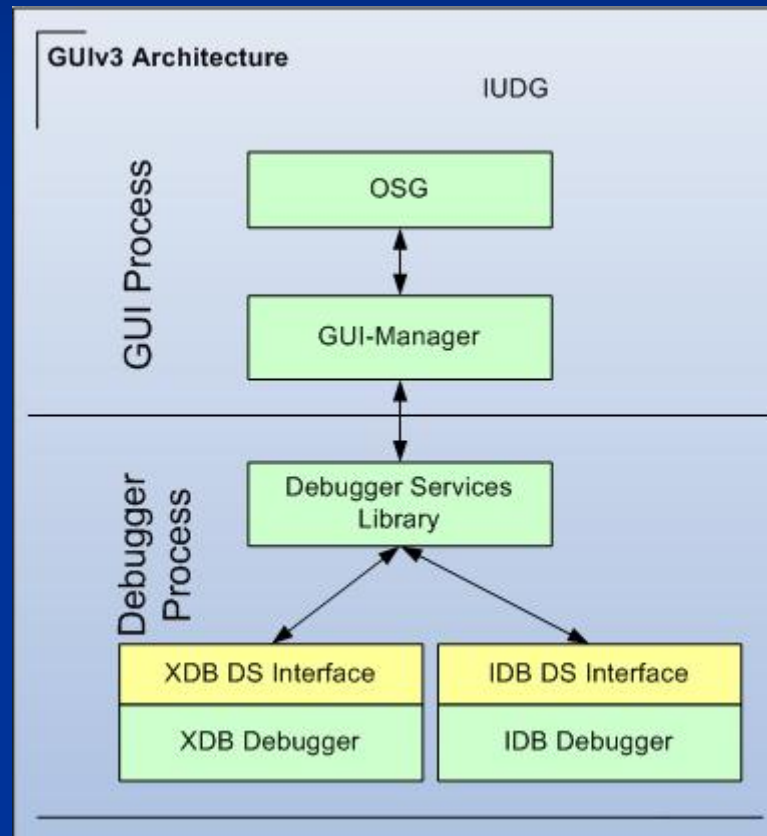 GUIv3 Architecture
IUDG
GUI Process
OSG
GUI-Manager
Debugger
Process
Debugger Services
Library
XDB DS Interface
IDB DS Interface
XDB Debugger
IDB Debugger